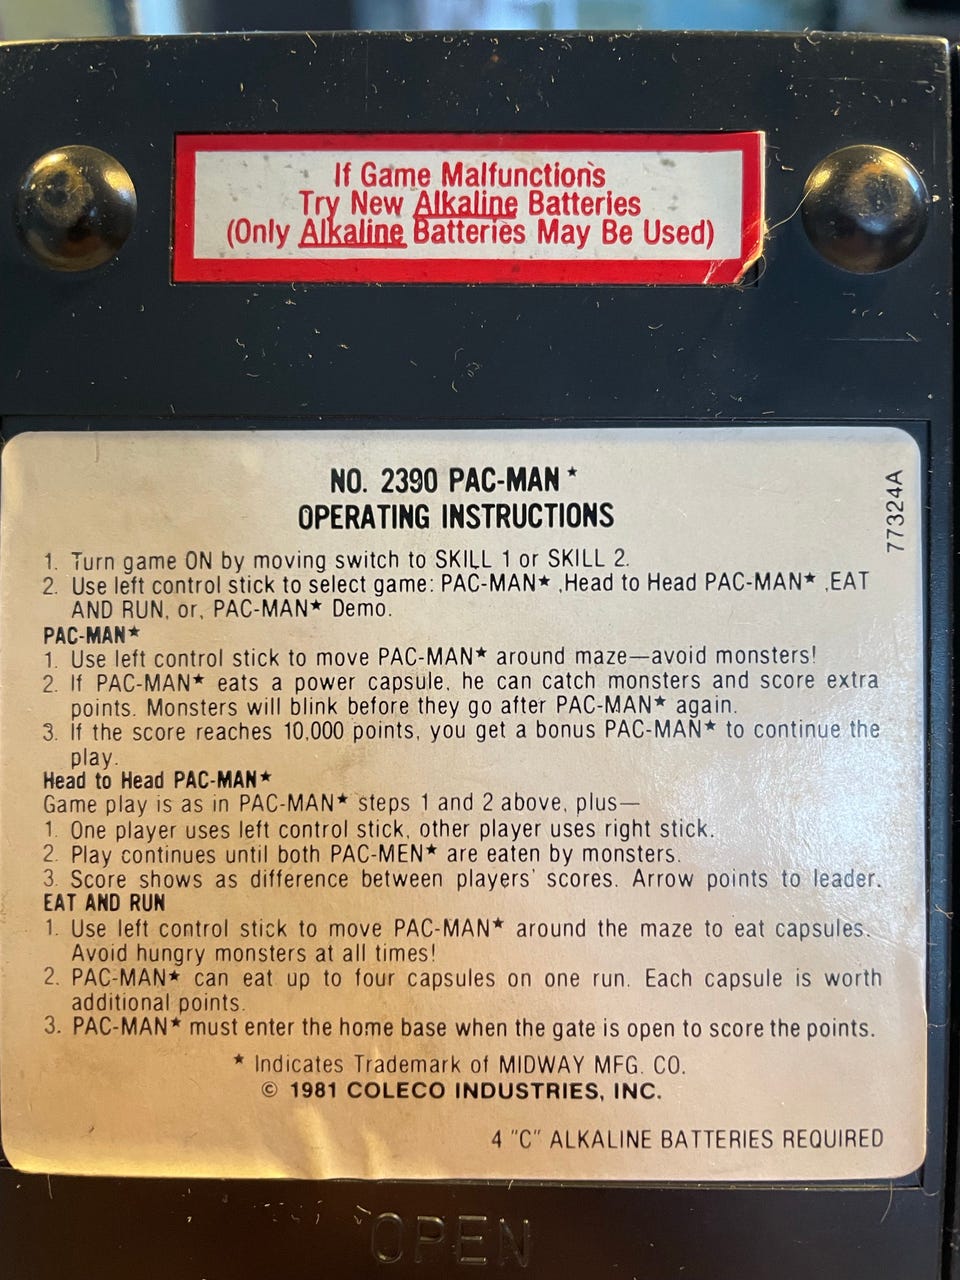 If Game Malfunctions
Try New Alkaline Batteries
(Only Alkaline Batteries May Be Used)
NO. 2390 PAC-MAN★
OPERATING INSTRUCTIONS
77324A
1. Turn game ON by moving switch to SKILL 1 or SKILL 2.
2. Use left control stick to select game: PAC-MAN★ ,Head to Head PAC-MAN★ ,EAT
AND RUN, or, PAC-MAN★ Demo.
PAC-MAN★
1. Use left control stick to move PAC-MAN★ around maze—avoid monsters!
2. If PAC-MAN★ eats a power capsule, he can catch monsters and score extra
points. Monsters will blink before they go after PAC-MAN★ again.
3. If the score reaches 10,000 points, you get a bonus PAC-MAN★ to continue the
play.
Head to Head PAC-MAN★
Game play is as in PAC-MAN★ steps 1 and 2 above, plus—
1. One player uses left control stick, other player uses right stick.
2. Play continues until both PAC-MEN★ are eaten by monsters.
3. Score shows as difference between players' scores. Arrow points to leader.
EAT AND RUN
1. Use left control stick to move PAC-MAN★ around the maze to eat capsules.
Avoid hungry monsters at all times!
2. PAC-MAN★ can eat up to four capsules on one run. Each capsule is worth
additional points.
3. PAC-MAN★ must enter the home base when the gate is open to score the points.
★ Indicates Trademark of MIDWAY MFG. CO.
© 1981 COLECO INDUSTRIES, INC.
4 "C" ALKALINE BATTERIES REQUIRED
OPEN